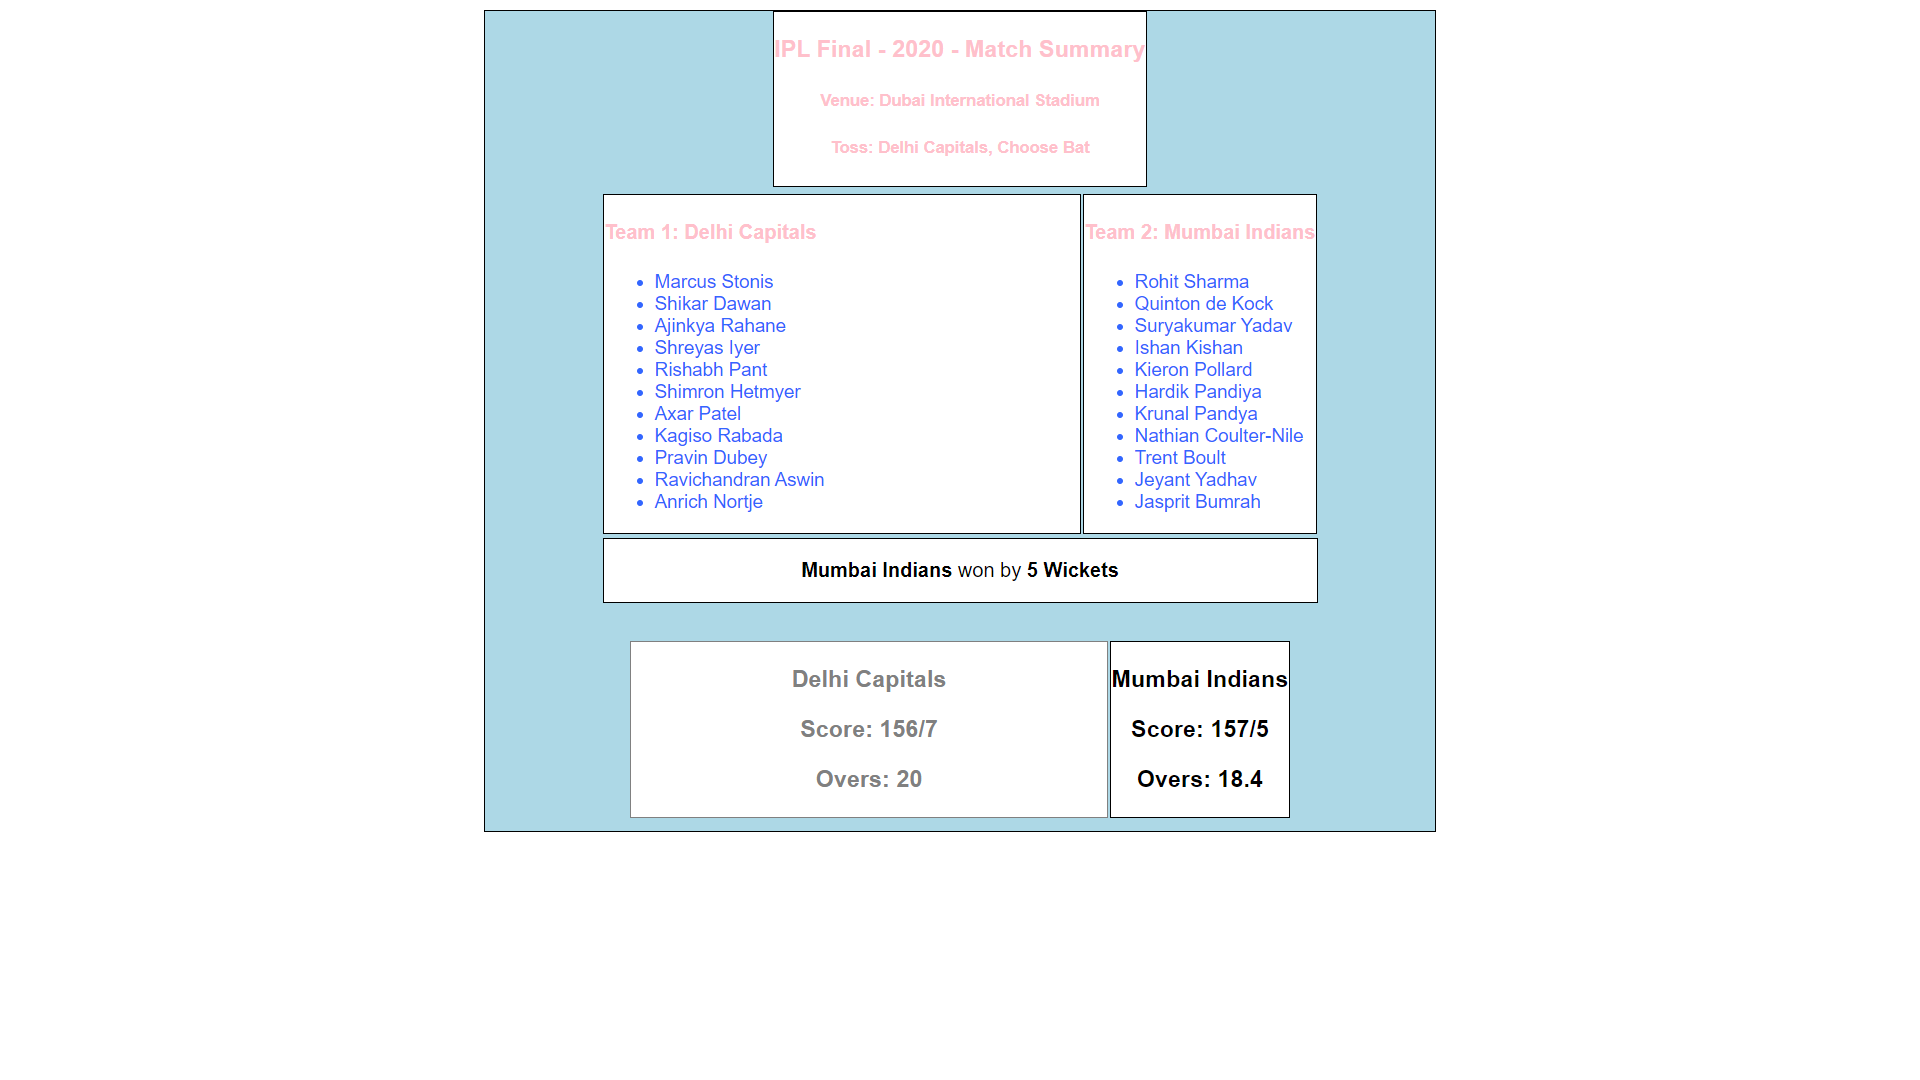 IPL Final - 2020 - Match Summary
Venue: Dubai International Stadium
Toss: Delhi Capitals, Choose Bat
Team 1: Delhi Capitals
Marcus Stonis
Shikar Dawan
Ajinkya Rahane
Shreyas Iyer
Rishabh Pant
Shimron Hetmyer
Axar Patel
Kagiso Rabada
Pravin Dubey
Ravichandran Aswin
Anrich Nortje
Team 2: Mumbai Indians
Rohit Sharma
Quinton de Kock
Suryakumar Yadav
Ishan Kishan
Kieron Pollard
Hardik Pandiya
Krunal Pandya
Nathian Coulter-Nile
Trent Boult
Jeyant Yadhav
Jasprit Bumrah
Mumbai Indians won by 5 Wickets
Delhi Capitals
Score: 156/7
Overs: 20
Mumbai Indians
Score: 157/5
Overs: 18.4